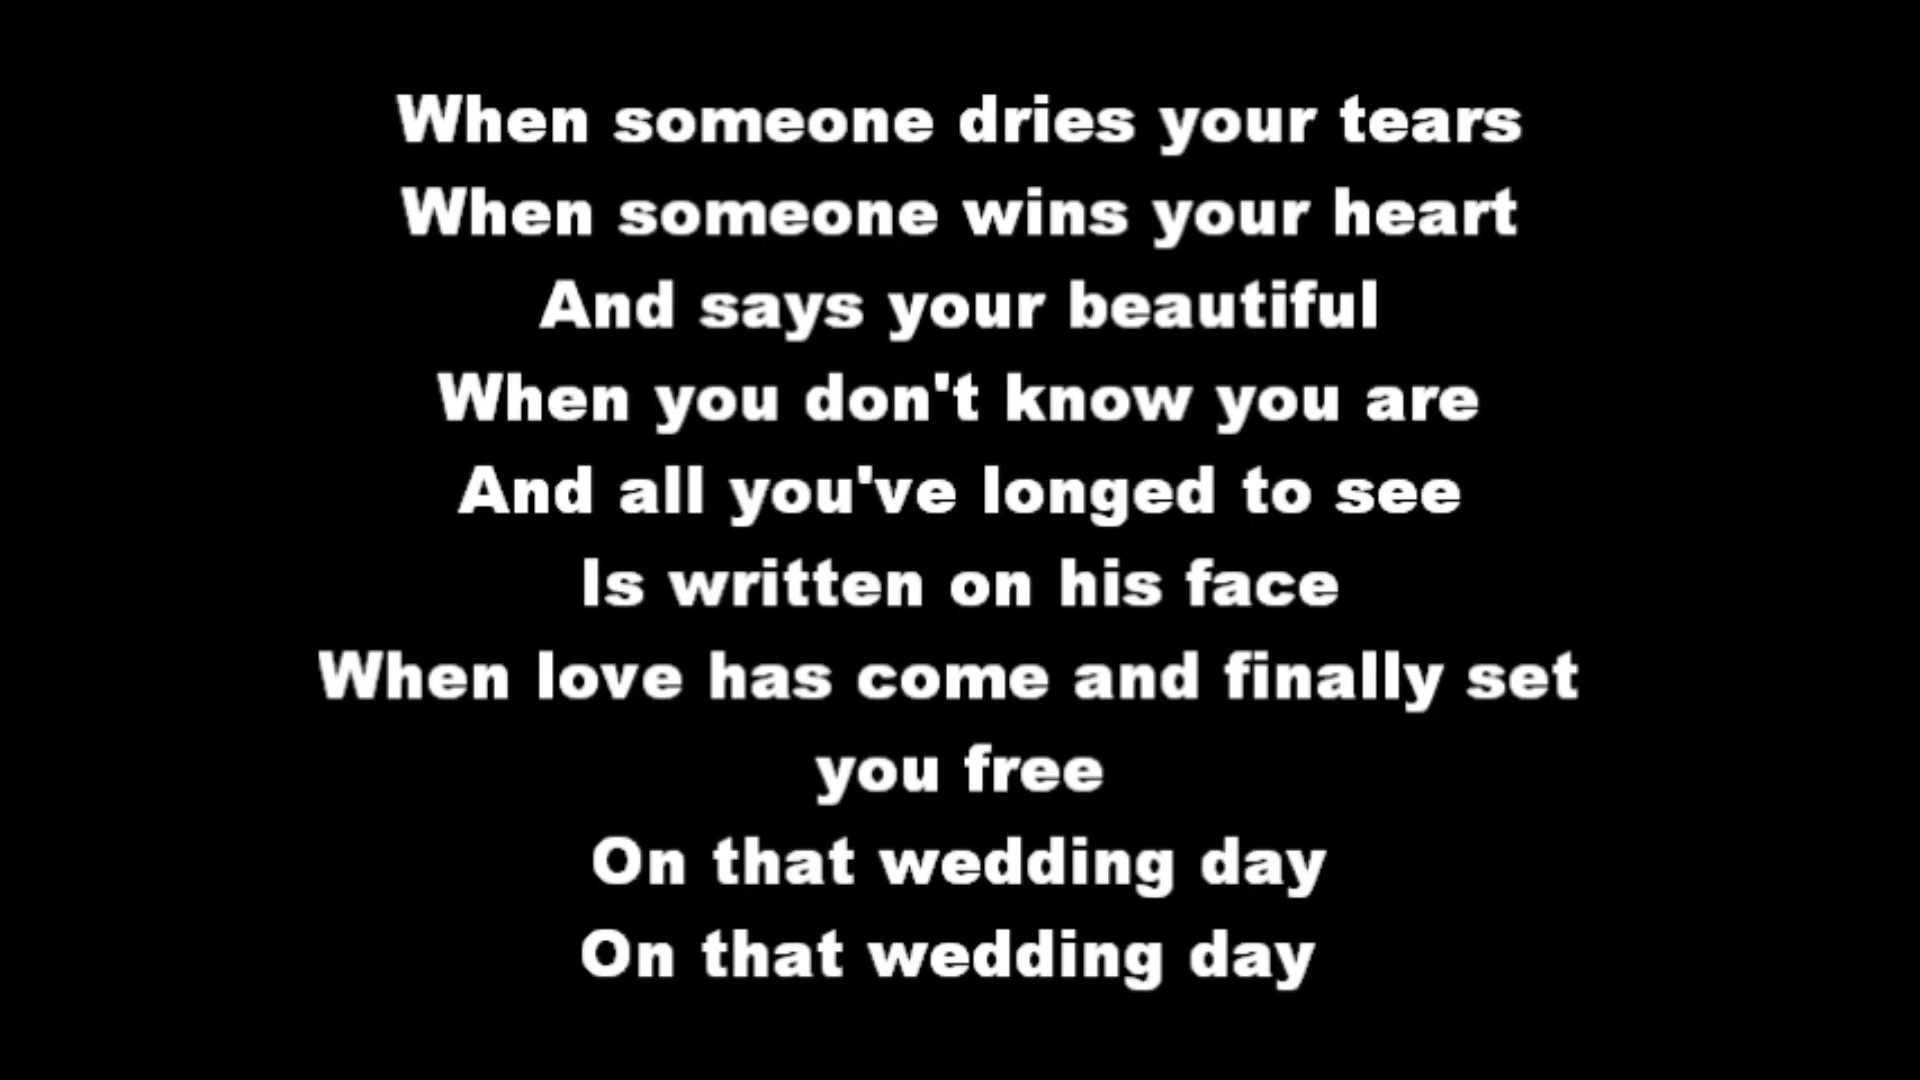 When someone dries your tears
When someone wins your heart
And says your beautiful
When you don't know you are
And all you've longed to see
Is written on his face
When love has come and finally set
you free
On that wedding day
On that wedding day